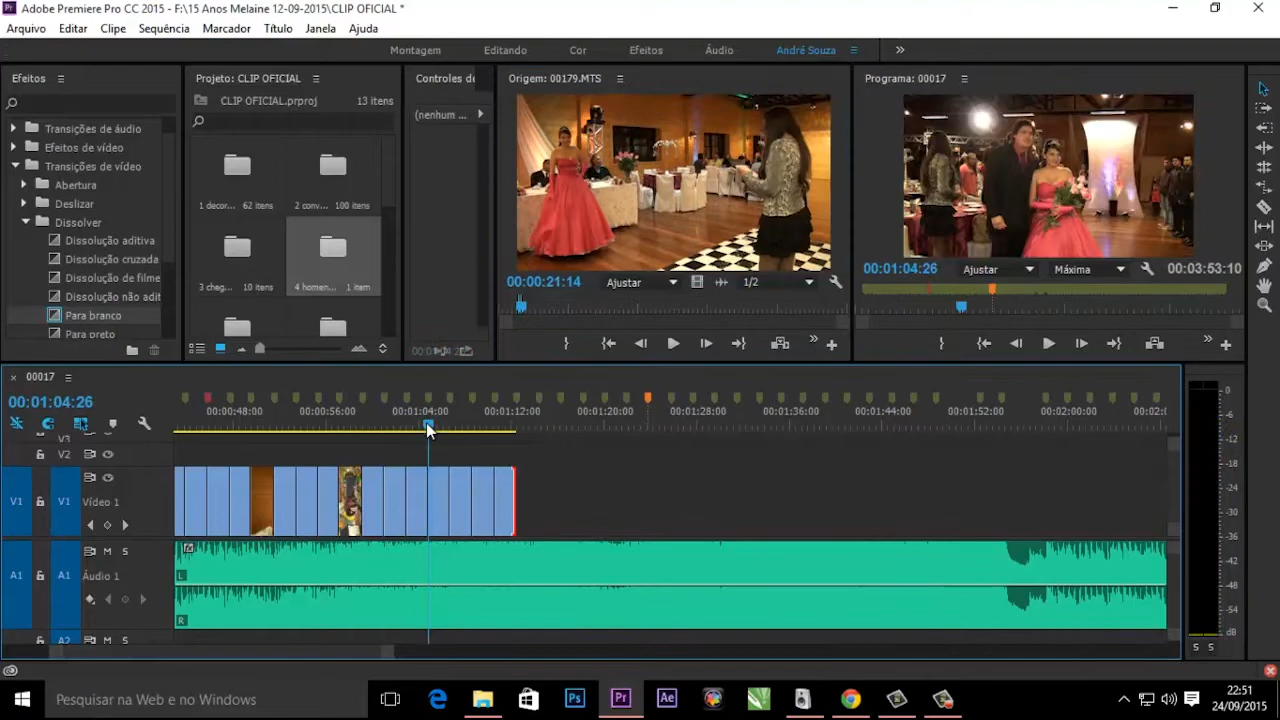 Adobe Premiere Pro CC 2015 - F:\15 Anos Melaine 12-09-2015\CLIP OFICIAL *
Arquivo Editar Clipe Sequência Marcador Título Janela Ajuda
Montagem Editando Cor Efeitos Áudio André Souza
Efeitos
Projeto: CLIP OFICIAL
Controles de
Origem: 00179.MTS
Programa: 00017
CLIP OFICIAL.prproj 13 itens
(nenhum ...
Transições de áudio
Efeitos de vídeo
Transições de vídeo
Abertura
Deslizar
Dissolver
Dissolução aditiva
Dissolução cruzada
Dissolução de filme
Dissolução não adit
Para branco
Para preto
1 decor... 62 itens
2 conv... 100 itens
3 cheg... 10 itens
4 homen... 1 item
00:00:21:14 Ajustar 1/2
00:01:04:26 Ajustar Máxima 00:03:53:10
00017
00:01:04:26
00:00:48:00 00:00:56:00 00:01:04:00 00:01:12:00 00:01:20:00 00:01:28:00 00:01:36:00 00:01:44:00 00:01:52:00 00:02:00:00 00:02:(
V3
V2
V1 V1 Vídeo 1
M S
A1 A1 Áudio 1
L
R
A2 M S
0
-6
-12
-18
-24
-30
-36
-42
-48
-54
dB
S S
Pesquisar na Web e no Windows
Ps Pr Ae
22:51
24/09/2015